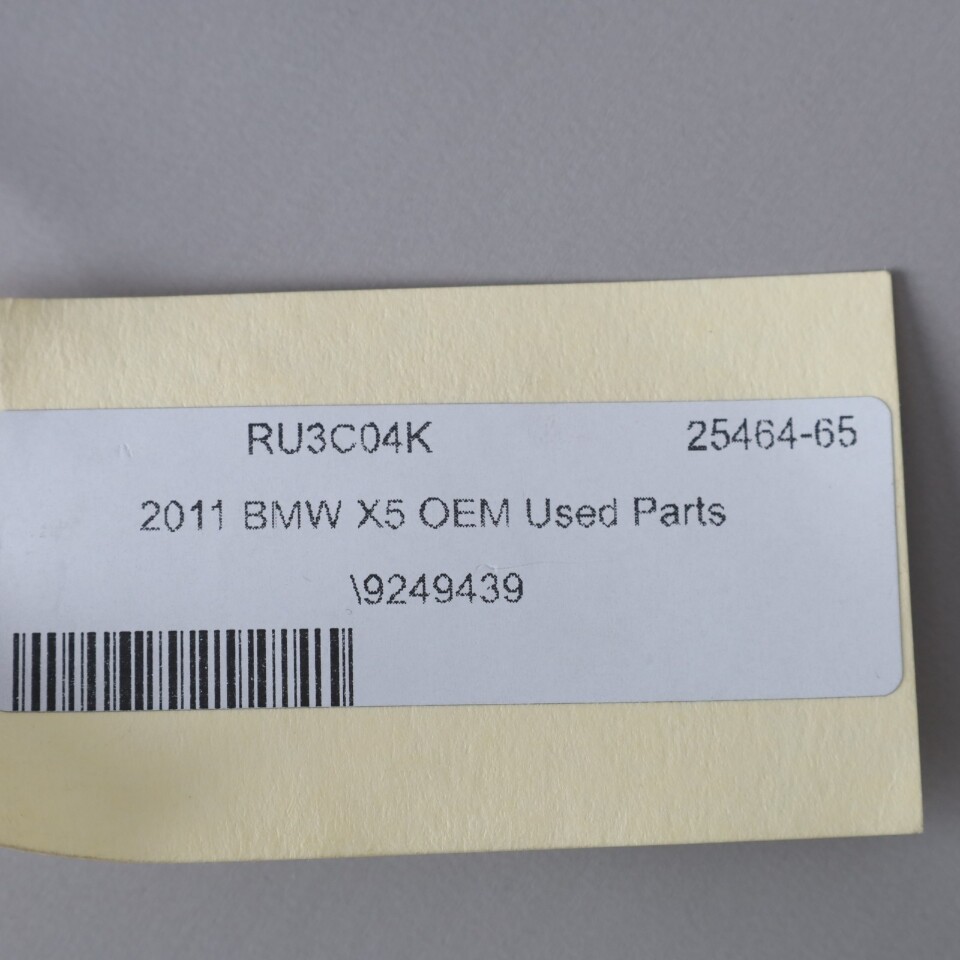 RU3C04K 25464-65
2011 BMW X5 OEM Used Parts
\9249439